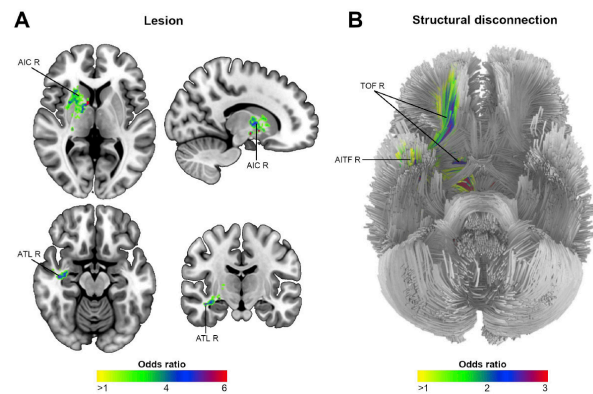 A
Lesion
AIC R
AIC R
ATL R
ATL R
Odds ratio
>1 4 6
B
Structural disconnection
TOF R
AITF R
Odds ratio
>1 2 3